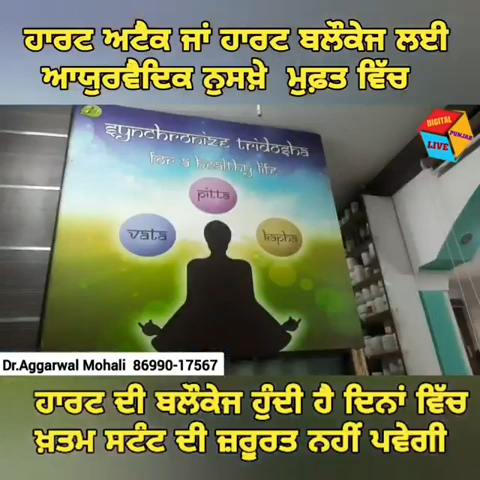 ਹਾਰਟ ਅਟੈਕ ਜਾਂ ਹਾਰਟ ਬਲੌਕੇਜ ਲਈ
ਆਯੁਰਵੈਦਿਕ ਨੁਸਖ਼ੇ ਮੁਫ਼ਤ ਵਿੱਚ
DIGITAL
PUNJAB
LIVE
synchronize tridosha
for a healthy life
pitta
vata
kapha
Dr.Aggarwal Mohali 86990-17567
ਹਾਰਟ ਦੀ ਬਲੌਕੇਜ ਹੁੰਦੀ ਹੈ ਦਿਨਾਂ ਵਿੱਚ
ਖ਼ਤਮ ਸਟੰਟ ਦੀ ਜ਼ਰੂਰਤ ਨਹੀਂ ਪਵੇਗੀ